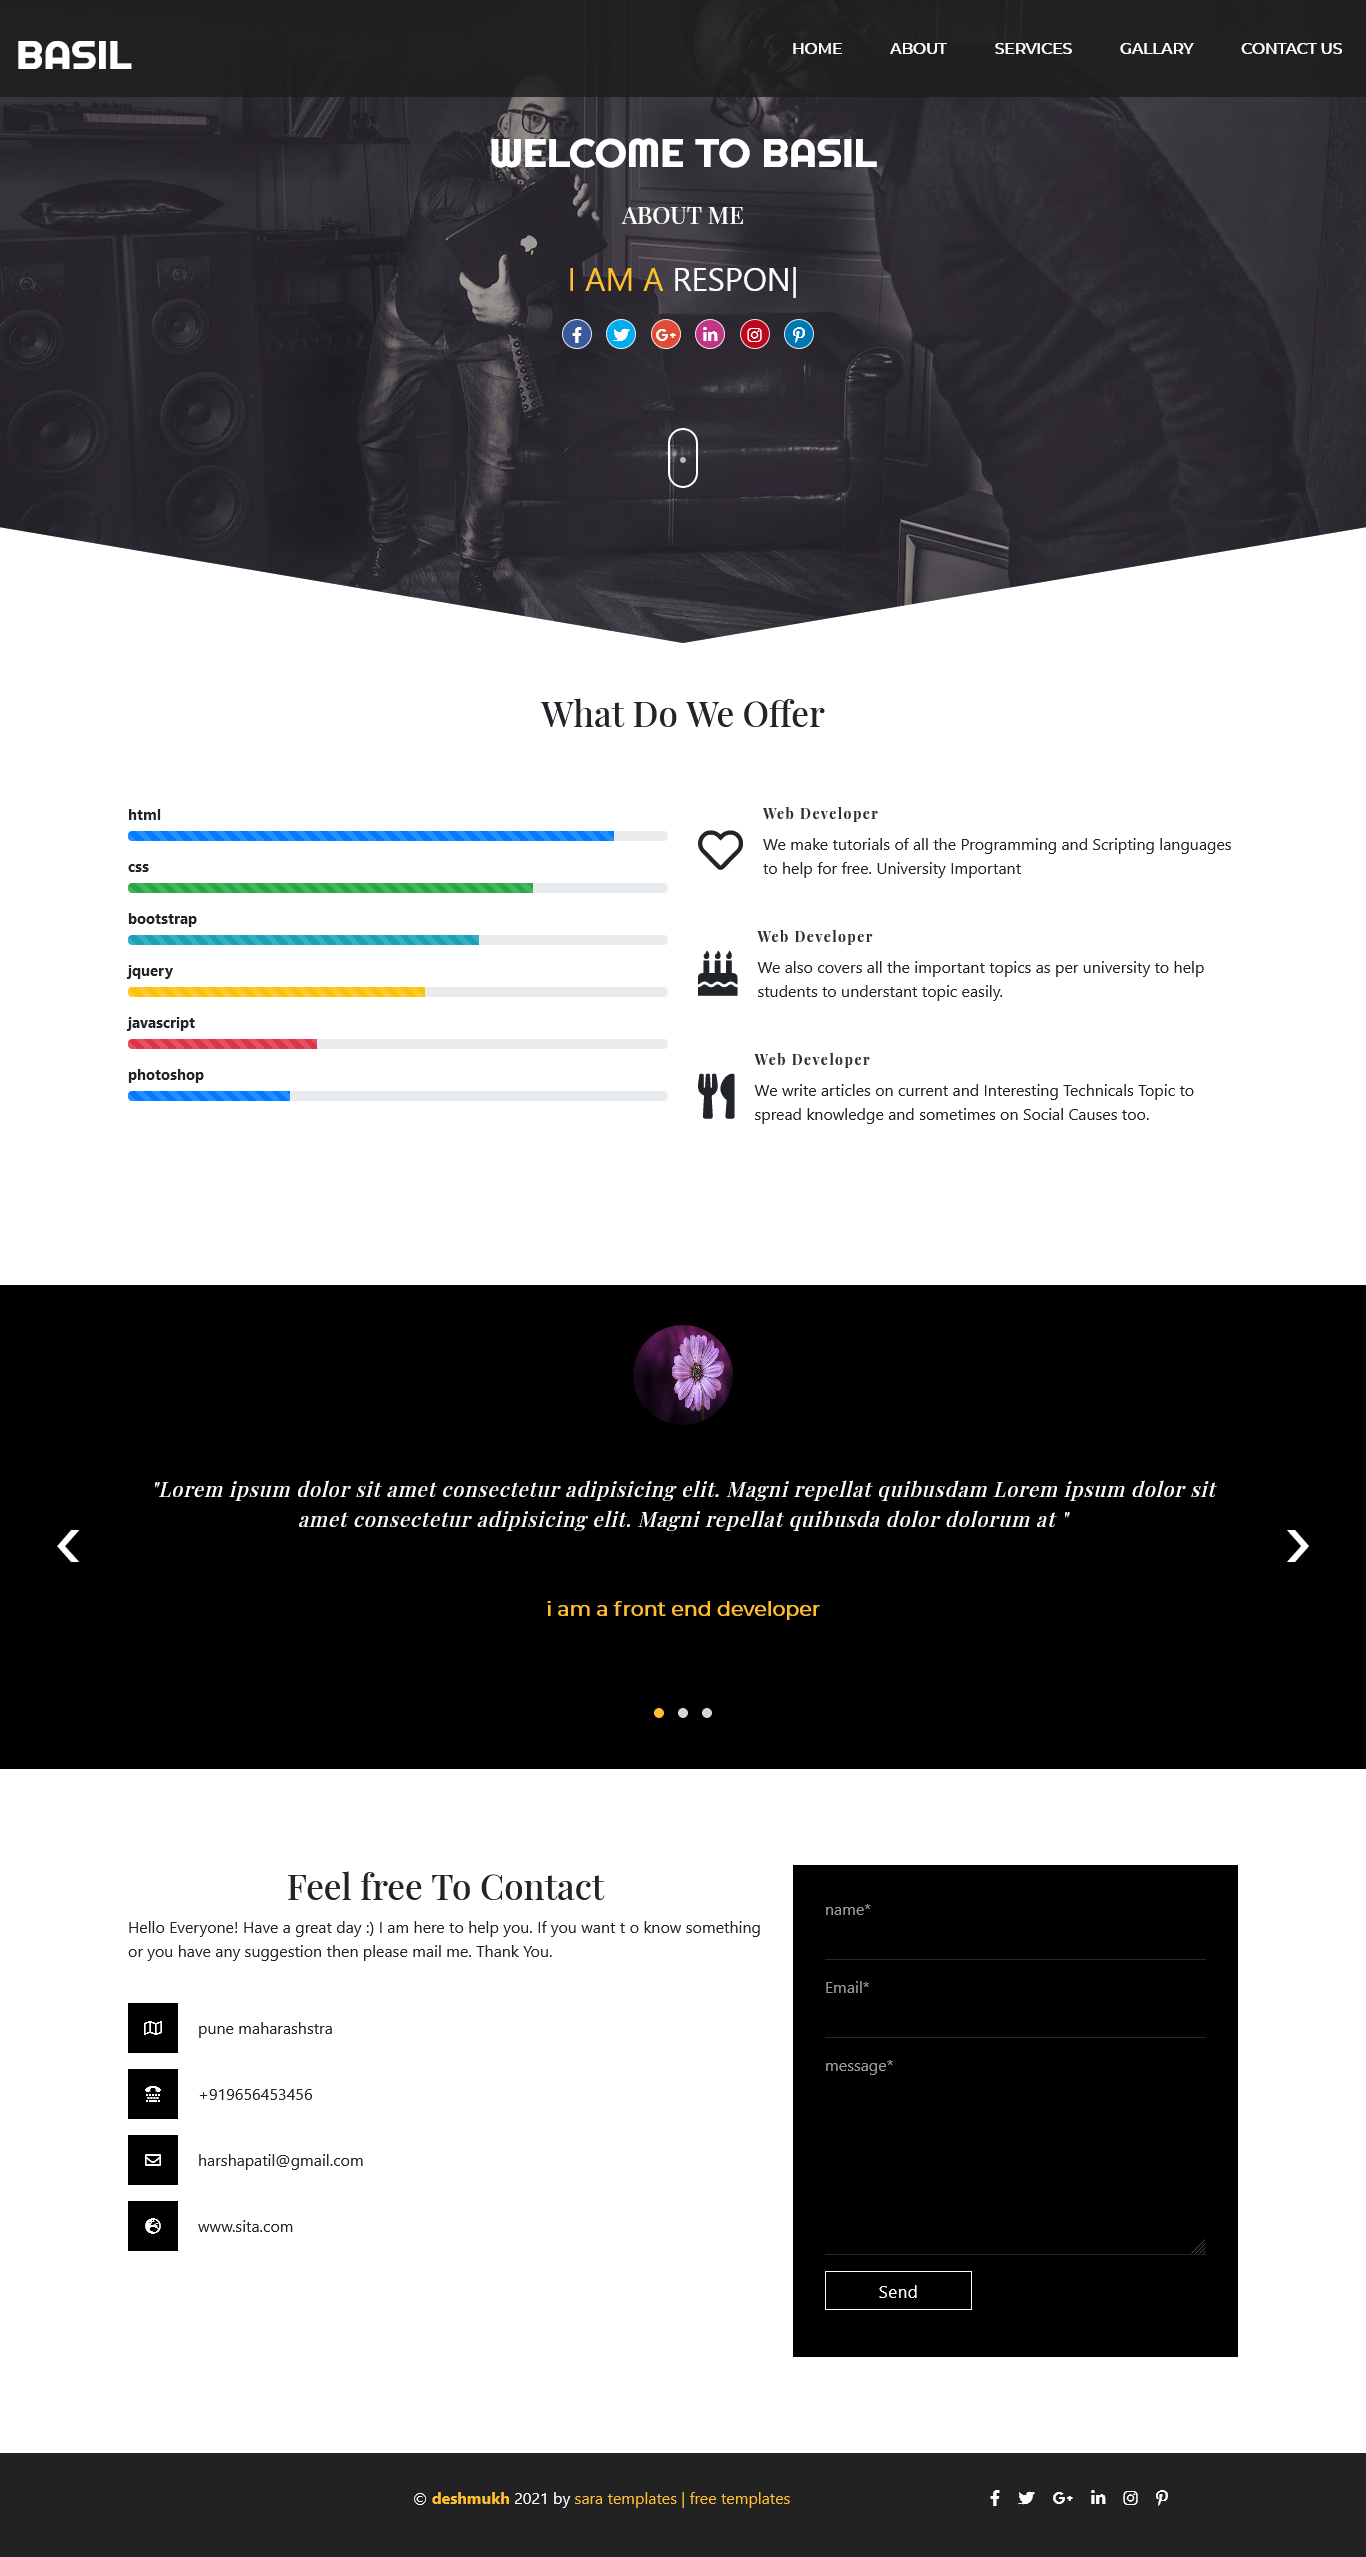 BASIL
HOME ABOUT SERVICES GALLARY CONTACT US
WELCOME TO BASIL
ABOUT ME
I AM A RESPON|
What Do We Offer
html
css
bootstrap
jquery
javascript
photoshop
Web Developer
We make tutorials of all the Programming and Scripting languages
to help for free. University Important
Web Developer
We also covers all the important topics as per university to help
students to understant topic easily.
Web Developer
We write articles on current and Interesting Technicals Topic to
spread knowledge and sometimes on Social Causes too.
"Lorem ipsum dolor sit amet consectetur adipisicing elit. Magni repellat quibusdam Lorem ipsum dolor sit
amet consectetur adipisicing elit. Magni repellat quibusda dolor dolorum at "
i am a front end developer
Feel free To Contact
Hello Everyone! Have a great day :) I am here to help you. If you want t o know something
or you have any suggestion then please mail me. Thank You.
pune maharashstra
+919656453456
harshapatil@gmail.com
www.sita.com
name*
Email*
message*
Send
© deshmukh 2021 by sara templates | free templates